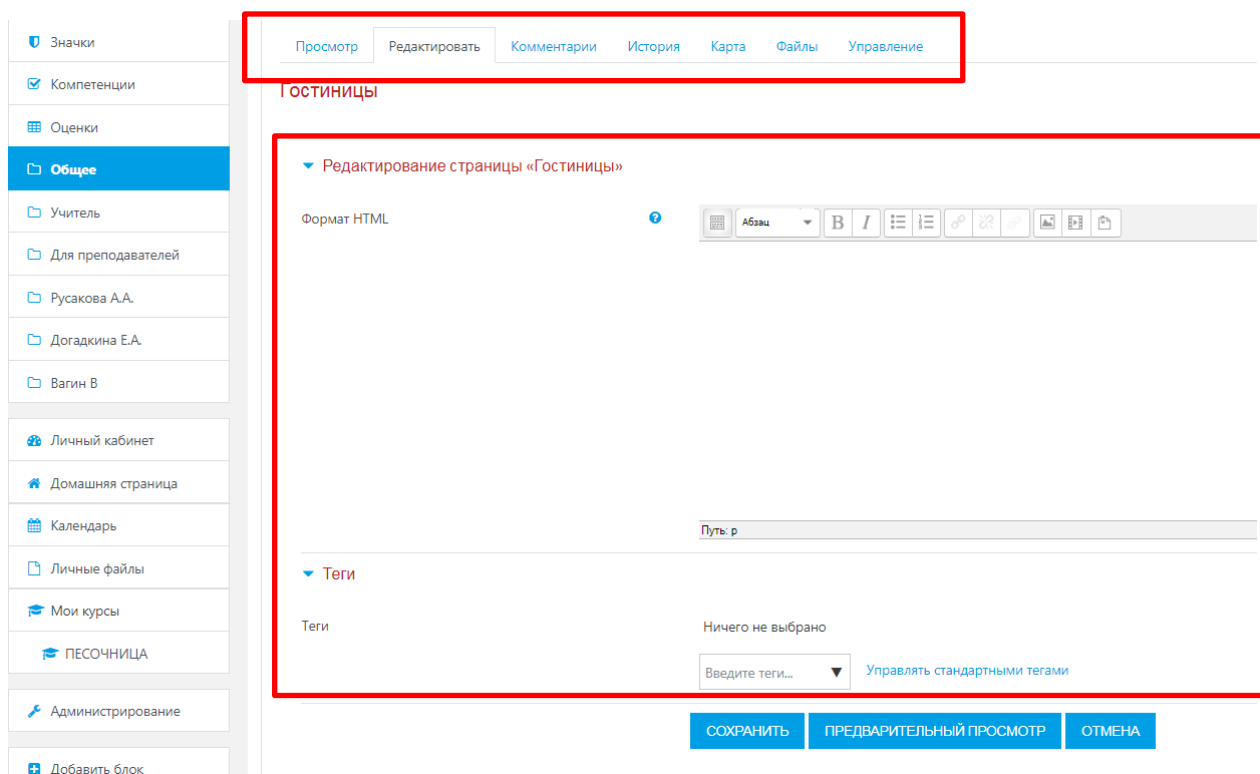 Значки
Компетенции
Оценки
Общее
Учитель
Для преподавателей
Русакова А.А.
Догадкина Е.А.
Вагин В
Личный кабинет
Домашняя страница
Календарь
Личные файлы
Мои курсы
ПЕСОЧНИЦА
Администрирование
Добавить блок
Просмотр Редактировать Комментарии История Карта Файлы Управление
Гостиницы
Редактирование страницы «Гостиницы»
Формат HTML
Абзац B I
Путь: p
Теги
Теги Ничего не выбрано
Введите теги... Управлять стандартными тегами
СОХРАНИТЬ ПРЕДВАРИТЕЛЬНЫЙ ПРОСМОТР ОТМЕНА